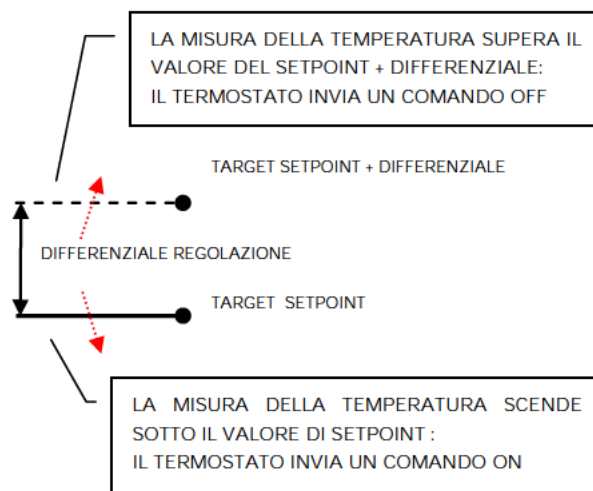 LA MISURA DELLA TEMPERATURA SUPERA IL
VALORE DEL SETPOINT + DIFFERENZIALE:
IL TERMOSTATO INVIA UN COMANDO OFF
TARGET SETPOINT + DIFFERENZIALE
DIFFERENZIALE REGOLAZIONE
TARGET SETPOINT
LA MISURA DELLA TEMPERATURA SCENDE
SOTTO IL VALORE DI SETPOINT :
IL TERMOSTATO INVIA UN COMANDO ON